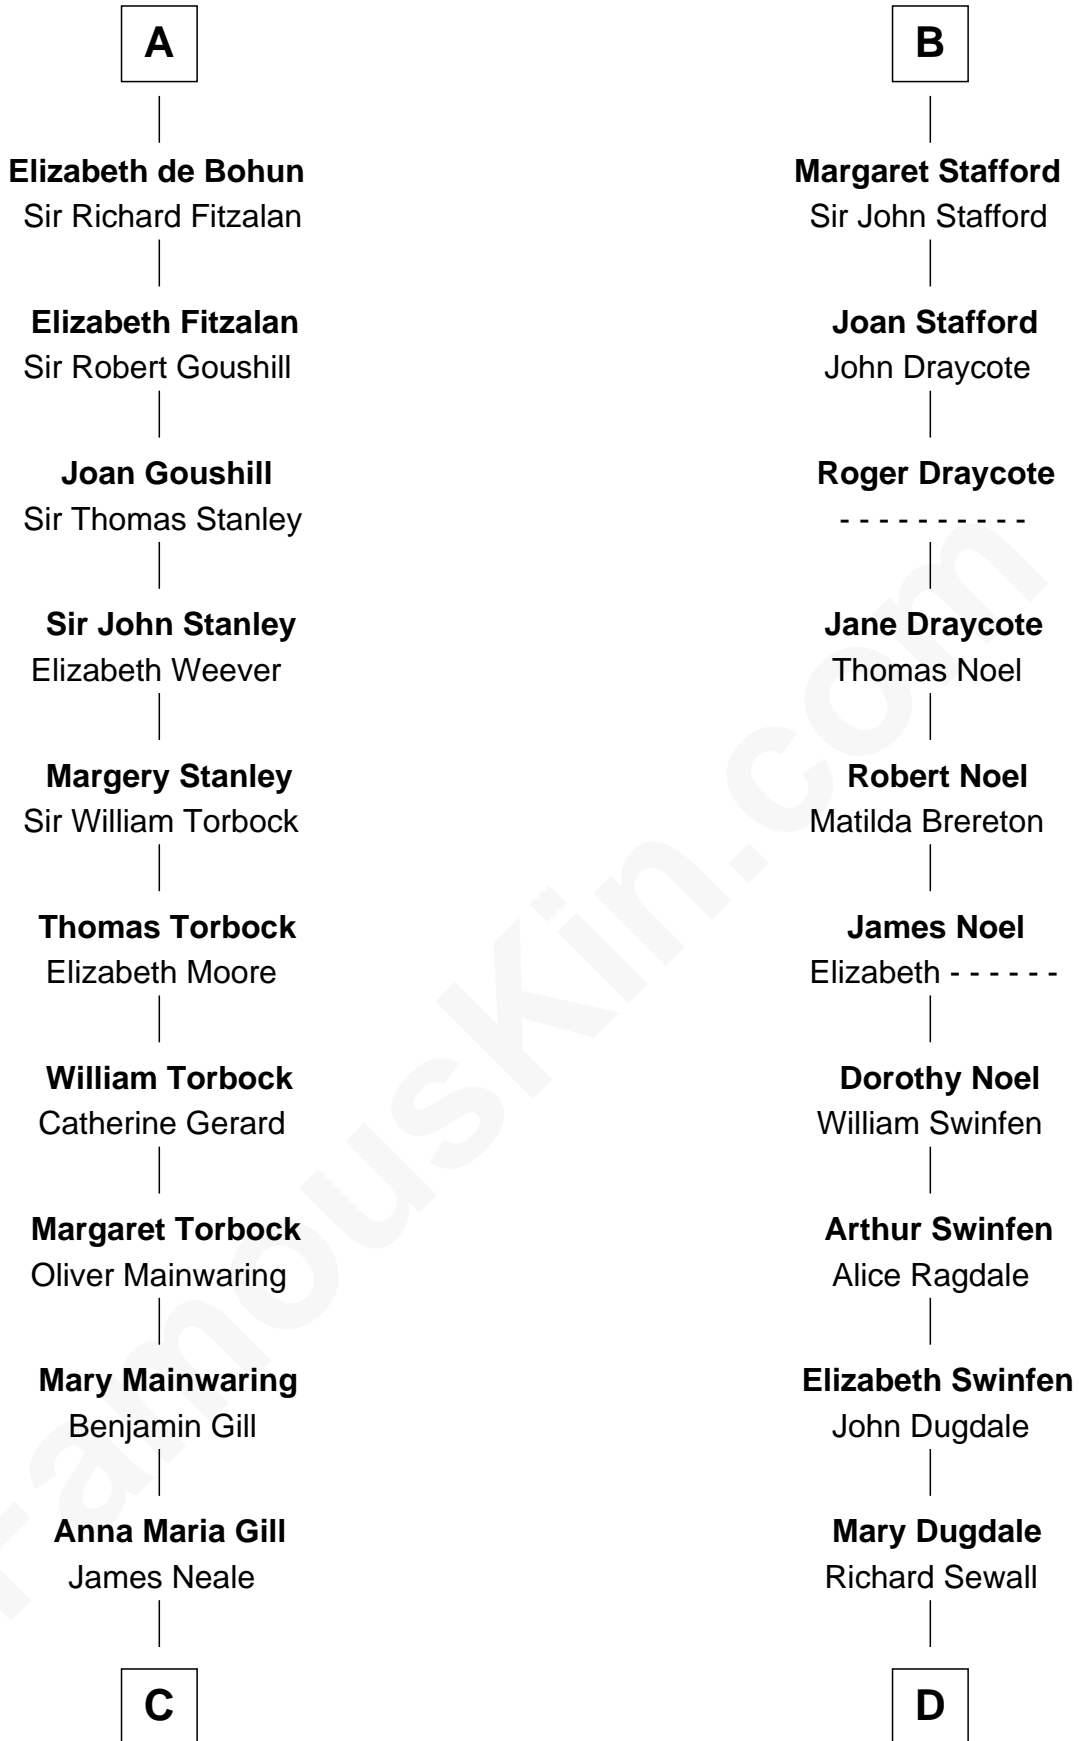 A
Elizabeth de Bohun
Sir Richard Fitzalan
Elizabeth Fitzalan
Sir Robert Goushill
Joan Goushill
Sir Thomas Stanley
Sir John Stanley
Elizabeth Weever
Margery Stanley
Sir William Torbock
Thomas Torbock
Elizabeth Moore
William Torbock
Catherine Gerard
Margaret Torbock
Oliver Mainwaring
Mary Mainwaring
Benjamin Gill
Anna Maria Gill
James Neale
C
B
Margaret Stafford
Sir John Stafford
Joan Stafford
John Draycote
Roger Draycote
- - - - - - - - - -
Jane Draycote
Thomas Noel
Robert Noel
Matilda Brereton
James Noel
Elizabeth - - - - - -
Dorothy Noel
William Swinfen
Arthur Swinfen
Alice Ragdale
Elizabeth Swinfen
John Dugdale
Mary Dugdale
Richard Sewall
D
FamousKin.com